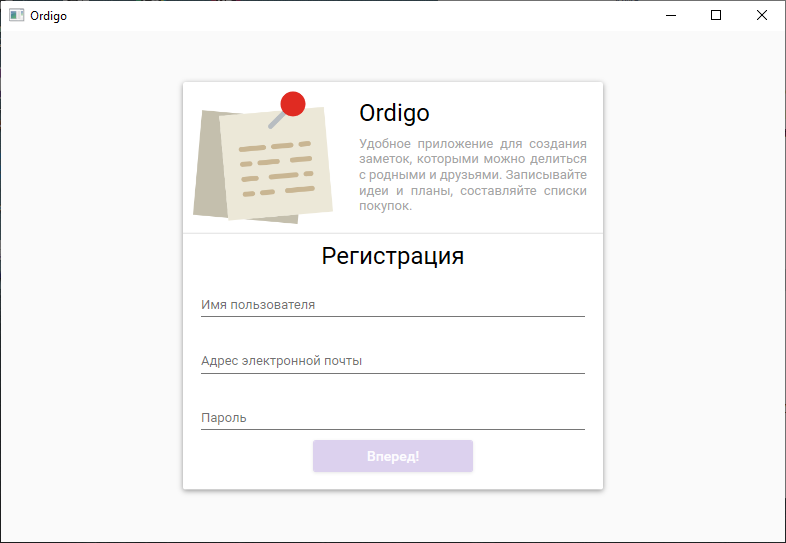 Ordigo
Ordigo
Удобное приложение для создания
заметок, которыми можно делиться
с родными и друзьями. Записывайте
идеи и планы, составляйте списки
покупок.
Регистрация
Имя пользователя
Адрес электронной почты
Пароль
Вперед!